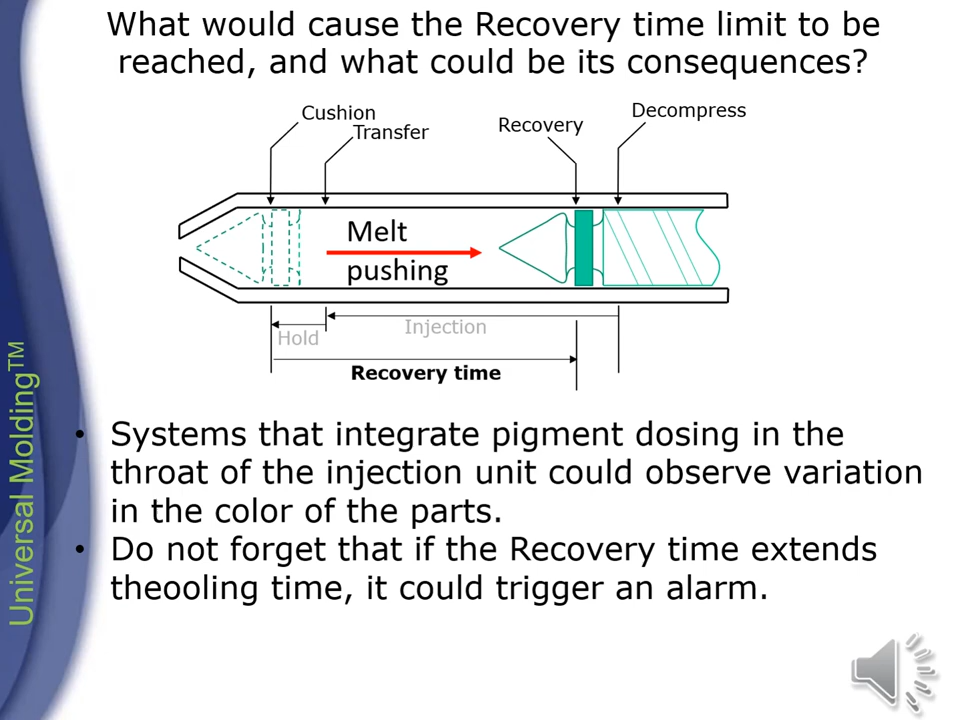 What would cause the Recovery time limit to be
reached, and what could be its consequences?
Cushion
Transfer
Recovery
Decompress
Melt
pushing
Hold
Injection
Recovery time
• Systems that integrate pigment dosing in the
throat of the injection unit could observe variation
in the color of the parts.
• Do not forget that if the Recovery time extends
theooling time, it could trigger an alarm.
Universal Molding™